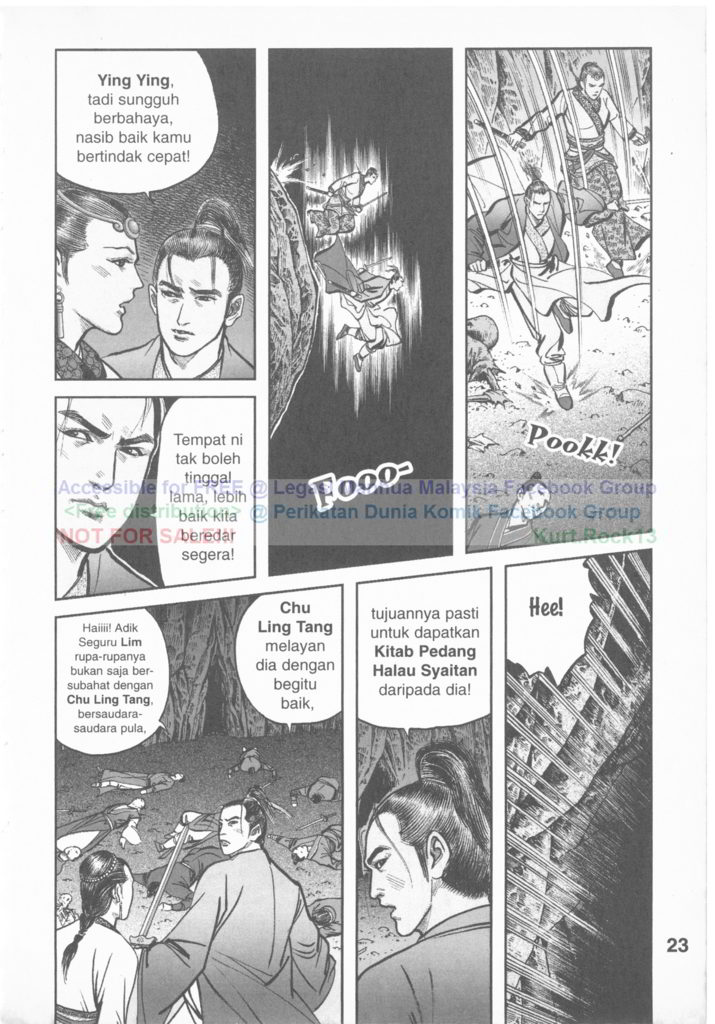 Ying Ying,
tadi sungguh
berbahaya,
nasib baik kamu
bertindak cepat!
Tempat ni
tak boleh
tinggal
lama, lebih
baik kita
beredar
segera!
Fooo-
Pookk!
Accessible for FREE @ Legasi Manhua Malaysia Facebook Group
<Free distribution> @ Perikatan Dunia Komik Facebook Group
NOT FOR SALE!!! Kurt.Rock13
Haiiii! Adik
Seguru Lim
rupa-rupanya
bukan saja ber-
subahat dengan
Chu Ling Tang,
bersaudara-
saudara pula,
Chu
Ling Tang
melayan
dia dengan
begitu
baik,
tujuannya pasti
untuk dapatkan
Kitab Pedang
Halau Syaitan
daripada dia!
Hee!
23